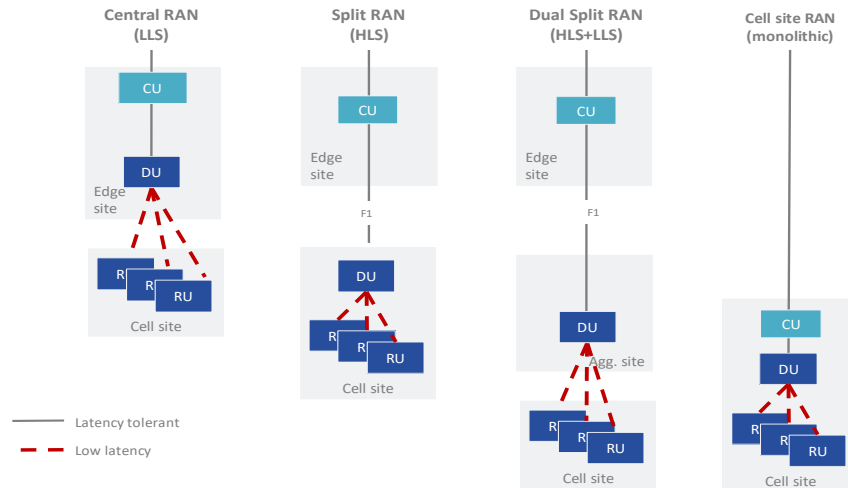 Central RAN
(LLS)
CU
DU
Edge
site
R
R
RU
Cell site
Split RAN
(HLS)
CU
Edge
site
F1
DU
R
R
RU
Cell site
Dual Split RAN
(HLS+LLS)
CU
Edge
site
F1
DU
Agg. site
R
R
RU
Cell site
Cell site RAN
(monolithic)
CU
DU
R
R
RU
Cell site
Latency tolerant
Low latency